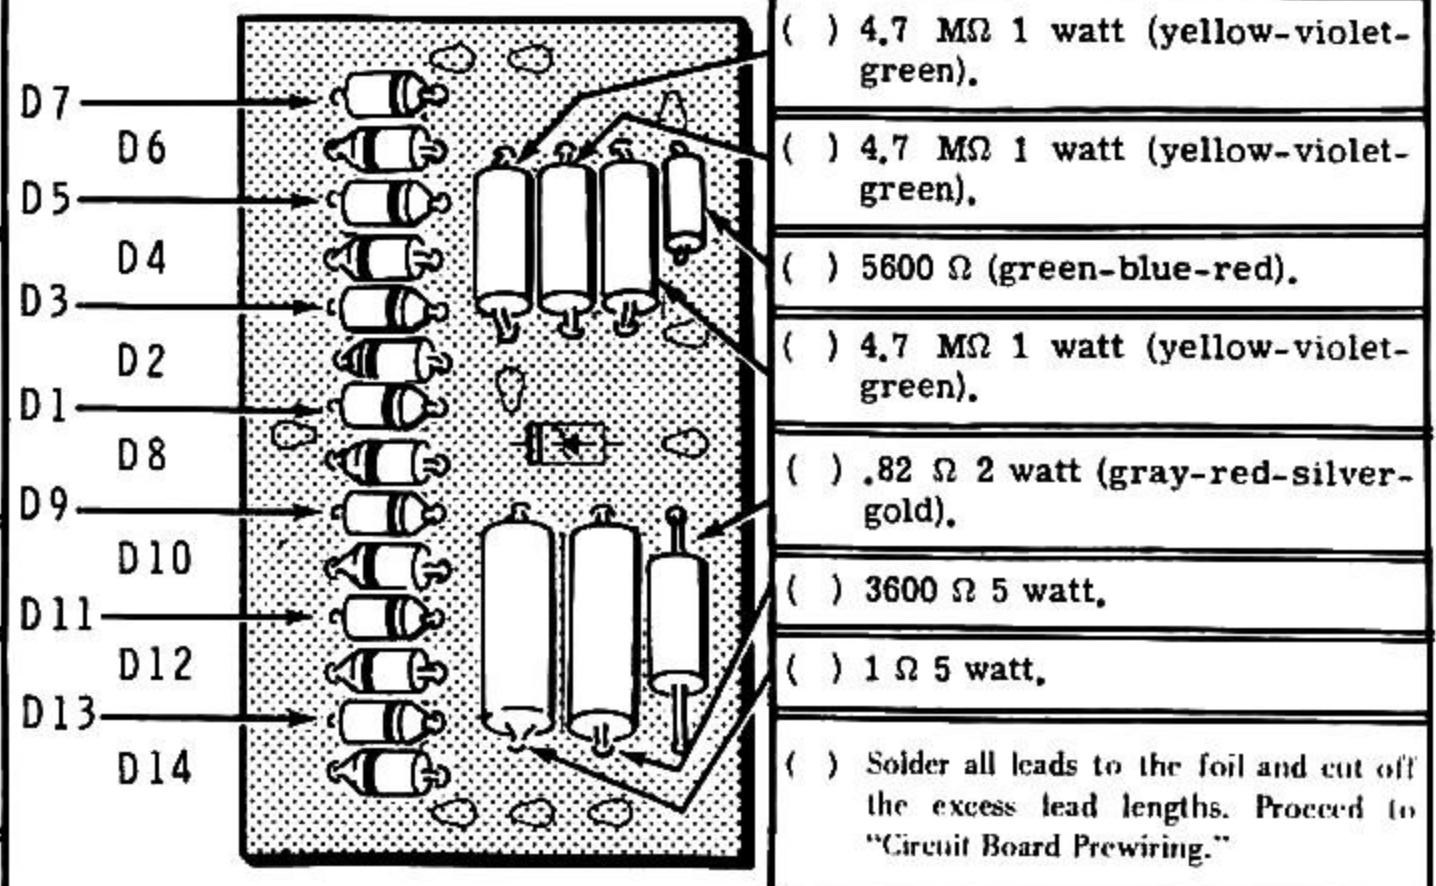 D7
D6
D5
D4
D3
D2
D1
D8
D9
D10
D11
D12
D13
D14
( ) 4.7 MΩ 1 watt (yellow-violet-
green).
( ) 4.7 MΩ 1 watt (yellow-violet-
green).
( ) 5600 Ω (green-blue-red).
( ) 4.7 MΩ 1 watt (yellow-violet-
green).
( ) .82 Ω 2 watt (gray-red-silver-
gold).
( ) 3600 Ω 5 watt.
( ) 1 Ω 5 watt.
( ) Solder all leads to the foil and cut off
the excess lead lengths. Proceed to
"Circuit Board Prewiring."